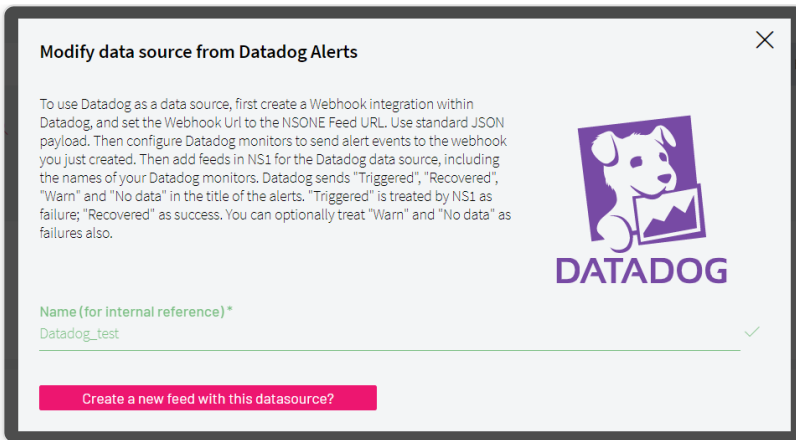 Modify data source from Datadog Alerts
To use Datadog as a data source, first create a Webhook integration within
Datadog, and set the Webhook Url to the NSONE Feed URL. Use standard JSON
payload. Then configure Datadog monitors to send alert events to the webhook
you just created. Then add feeds in NS1 for the Datadog data source, including
the names of your Datadog monitors. Datadog sends "Triggered", "Recovered",
"Warn" and "No data" in the title of the alerts. "Triggered" is treated by NS1 as
failure; "Recovered" as success. You can optionally treat "Warn" and "No data" as
failures also.
DATADOG
Name (for internal reference) *
Datadog_test
Create a new feed with this datasource?